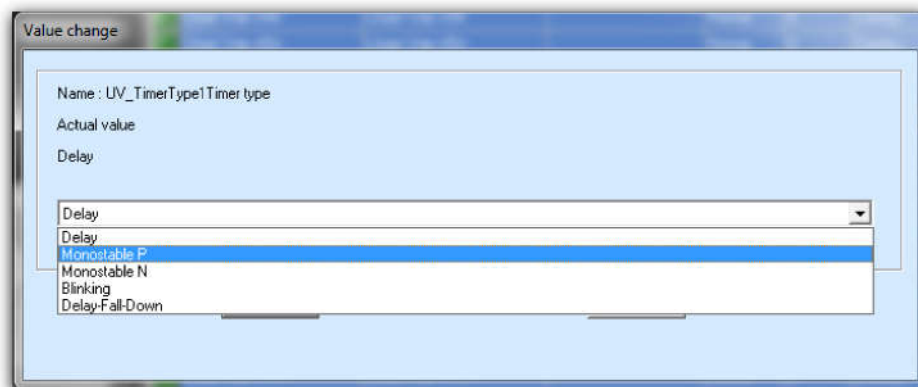 Value change
Name : UV_TimerType1Timer type
Actual value
Delay
Delay
Delay
Monostable P
Monostable N
Blinking
Delay-Fall-Down